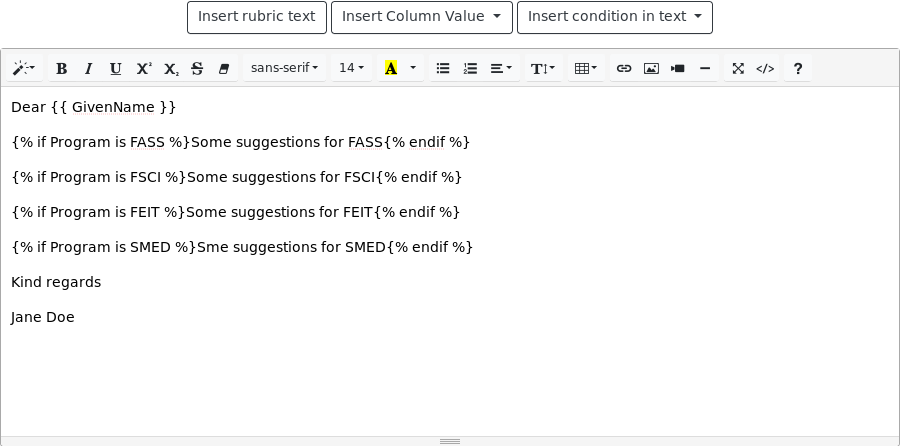 Insert rubric text Insert Column Value Insert condition in text
B I U X² X₂ S sans-serif 14 A T </> ?
Dear {{ GivenName }}
{% if Program is FASS %}Some suggestions for FASS{% endif %}
{% if Program is FSCI %}Some suggestions for FSCI{% endif %}
{% if Program is FEIT %}Some suggestions for FEIT{% endif %}
{% if Program is SMED %}Sme suggestions for SMED{% endif %}
Kind regards
Jane Doe